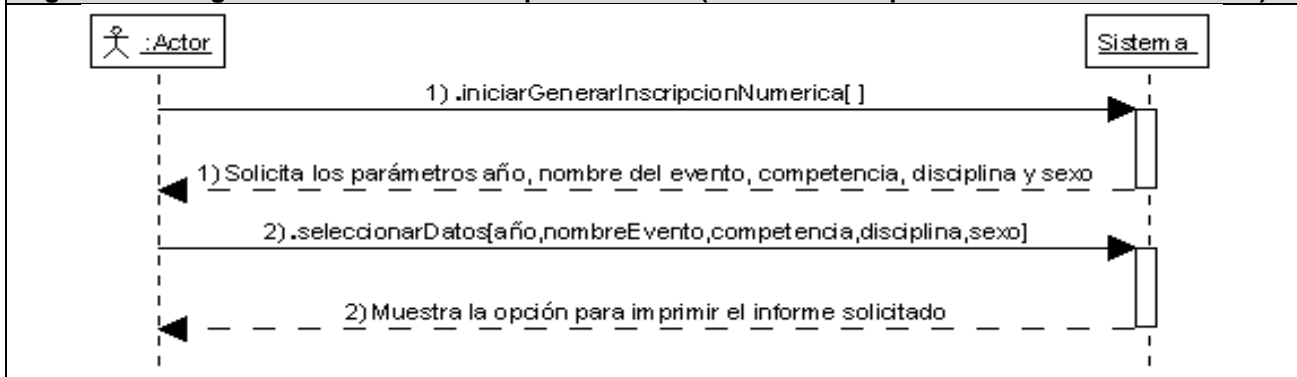 :Actor
Sistema
1) .iniciarGenerarInscripcionNumerica[ ]
1) Solicita los parámetros año, nombre del evento, competencia, disciplina y sexo
2) .seleccionarDatos[año,nombreEvento,competencia,disciplina,sexo]
2) Muestra la opción para imprimir el informe solicitado